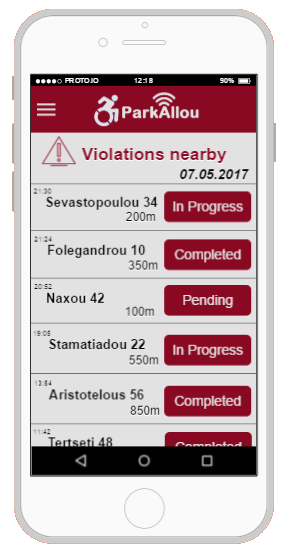 PROTO.IO 12:18 90%
ParkAllou
Violations nearby
07.05.2017
21:30
Sevastopoulou 34 In Progress
200m
21:24
Folegandrou 10 Completed
350m
20:52
Naxou 42 Pending
100m
19:05
Stamatiadou 22 In Progress
550m
13:54
Aristotelous 56 Completed
850m
11:42
Tertseti 48 Completed